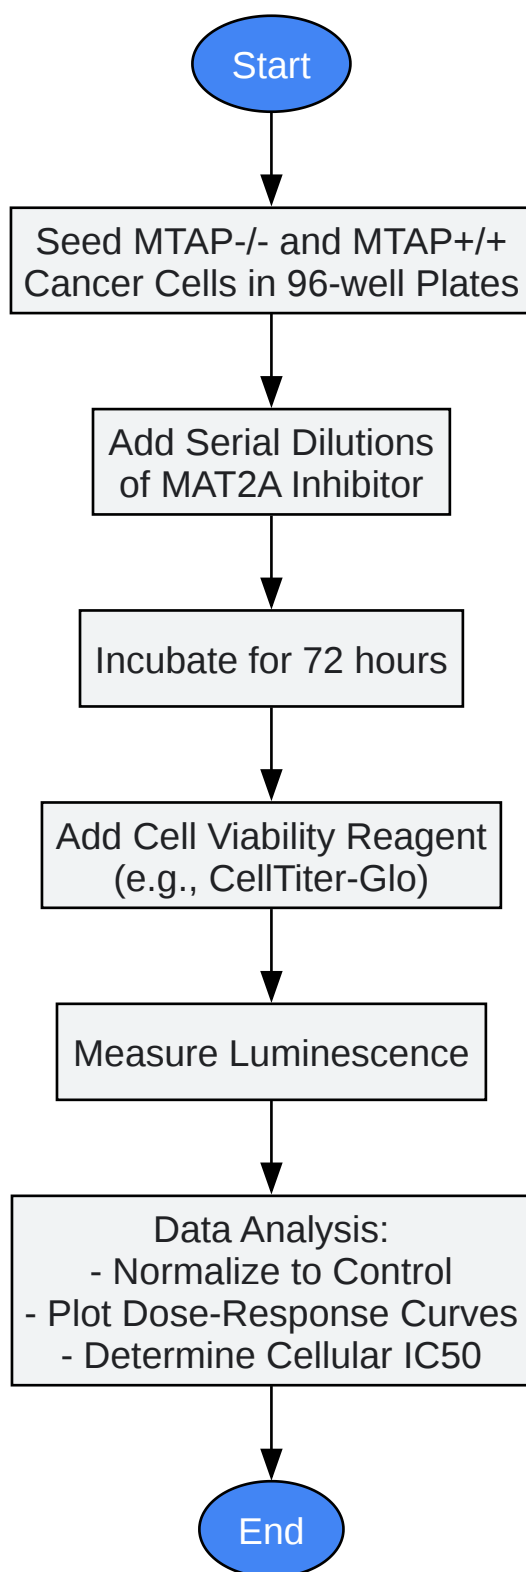 Start
Seed MTAP-/- and MTAP+/+
Cancer Cells in 96-well Plates
Add Serial Dilutions
of MAT2A Inhibitor
Incubate for 72 hours
Add Cell Viability Reagent
(e.g., CellTiter-Glo)
Measure Luminescence
Data Analysis:
- Normalize to Control
- Plot Dose-Response Curves
- Determine Cellular IC50
End